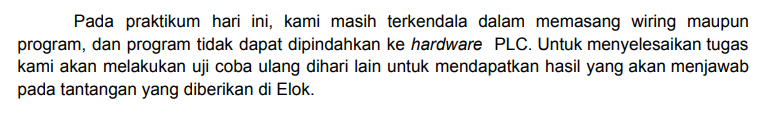 Pada praktikum hari ini, kami masih terkendala dalam memasang wiring maupun
program, dan program tidak dapat dipindahkan ke hardware PLC. Untuk menyelesaikan tugas
kami akan melakukan uji coba ulang dihari lain untuk mendapatkan hasil yang akan menjawab
pada tantangan yang diberikan di Elok.